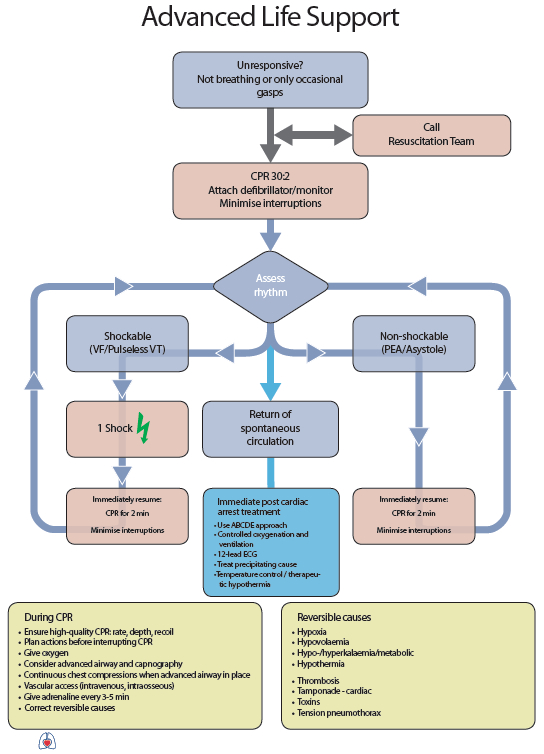 Advanced Life Support
Unresponsive?
Not breathing or only occasional
gasps
Call
Resuscitation Team
CPR 30:2
Attach defibrillator/monitor
Minimise interruptions
Assess
rhythm
Shockable
(VF/Pulseless VT)
Non-shockable
(PEA/Asystole)
1 Shock
Return of
spontaneous
circulation
Immediately resume:
CPR for 2 min
Minimise interruptions
Immediate post cardiac
arrest treatment
• Use ABCDE approach
• Controlled oxygenation and
ventilation
• 12-lead ECG
• Treat precipitating cause
• Temperature control / therapeu-
tic hypothermia
Immediately resume:
CPR for 2 min
Minimise interruptions
During CPR
• Ensure high-quality CPR: rate, depth, recoil
• Plan actions before interrupting CPR
• Give oxygen
• Consider advanced airway and capnography
• Continuous chest compressions when advanced airway in place
• Vascular access (intravenous, intraosseous)
• Give adrenaline every 3-5 min
• Correct reversible causes
Reversible causes
• Hypoxia
• Hypovolaemia
• Hypo-/hyperkalaemia/metabolic
• Hypothermia
• Thrombosis
• Tamponade - cardiac
• Toxins
• Tension pneumothorax